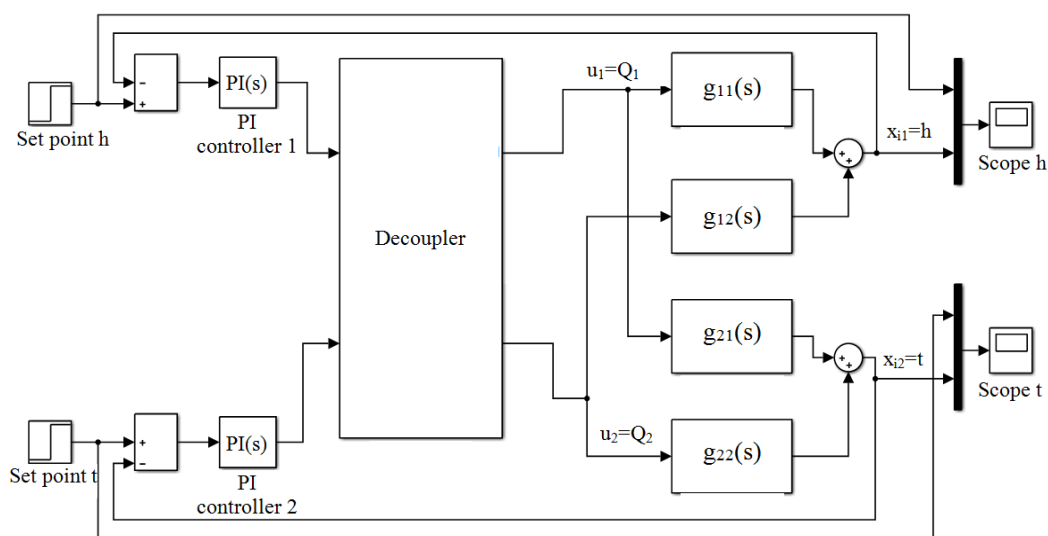 u₁=Q₁
g₁₁(s)
-
+
PI(s)
+
+
xᵢ₁=h
Set point h
PI
controller 1
Scope h
g₁₂(s)
Decoupler
g₂₁(s)
+
+
xᵢ₂=t
Scope t
+
-
PI(s)
u₂=Q₂
g₂₂(s)
Set point t
PI
controller 2